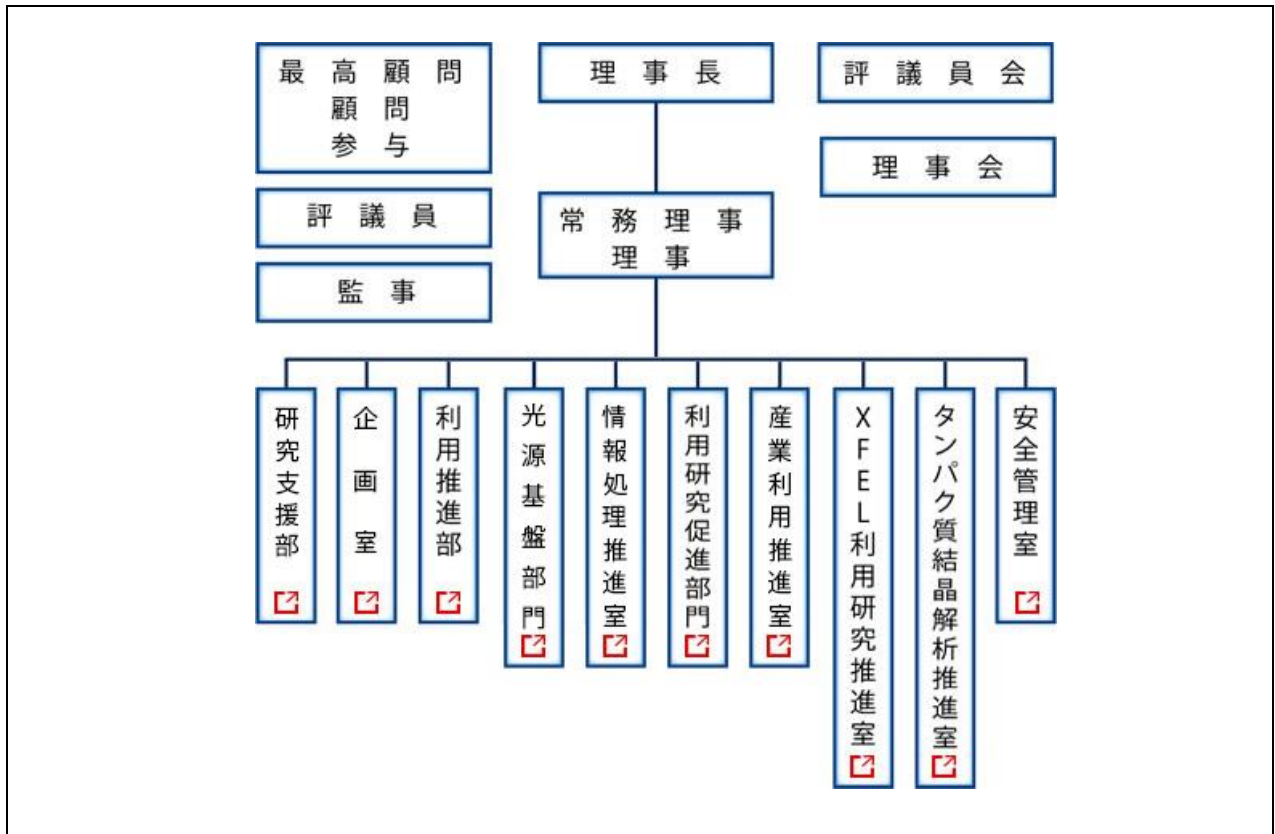 最高顧問
顧問
参与
理事長
評議員会
理事会
評議員
常務理事
理事
監事
研究支援部
企画室
利用推進部
光源基盤部門
情報処理推進室
利用研究促進部門
産業利用推進室
XFEL利用研究推進室
タンパク質結晶解析推進室
安全管理室